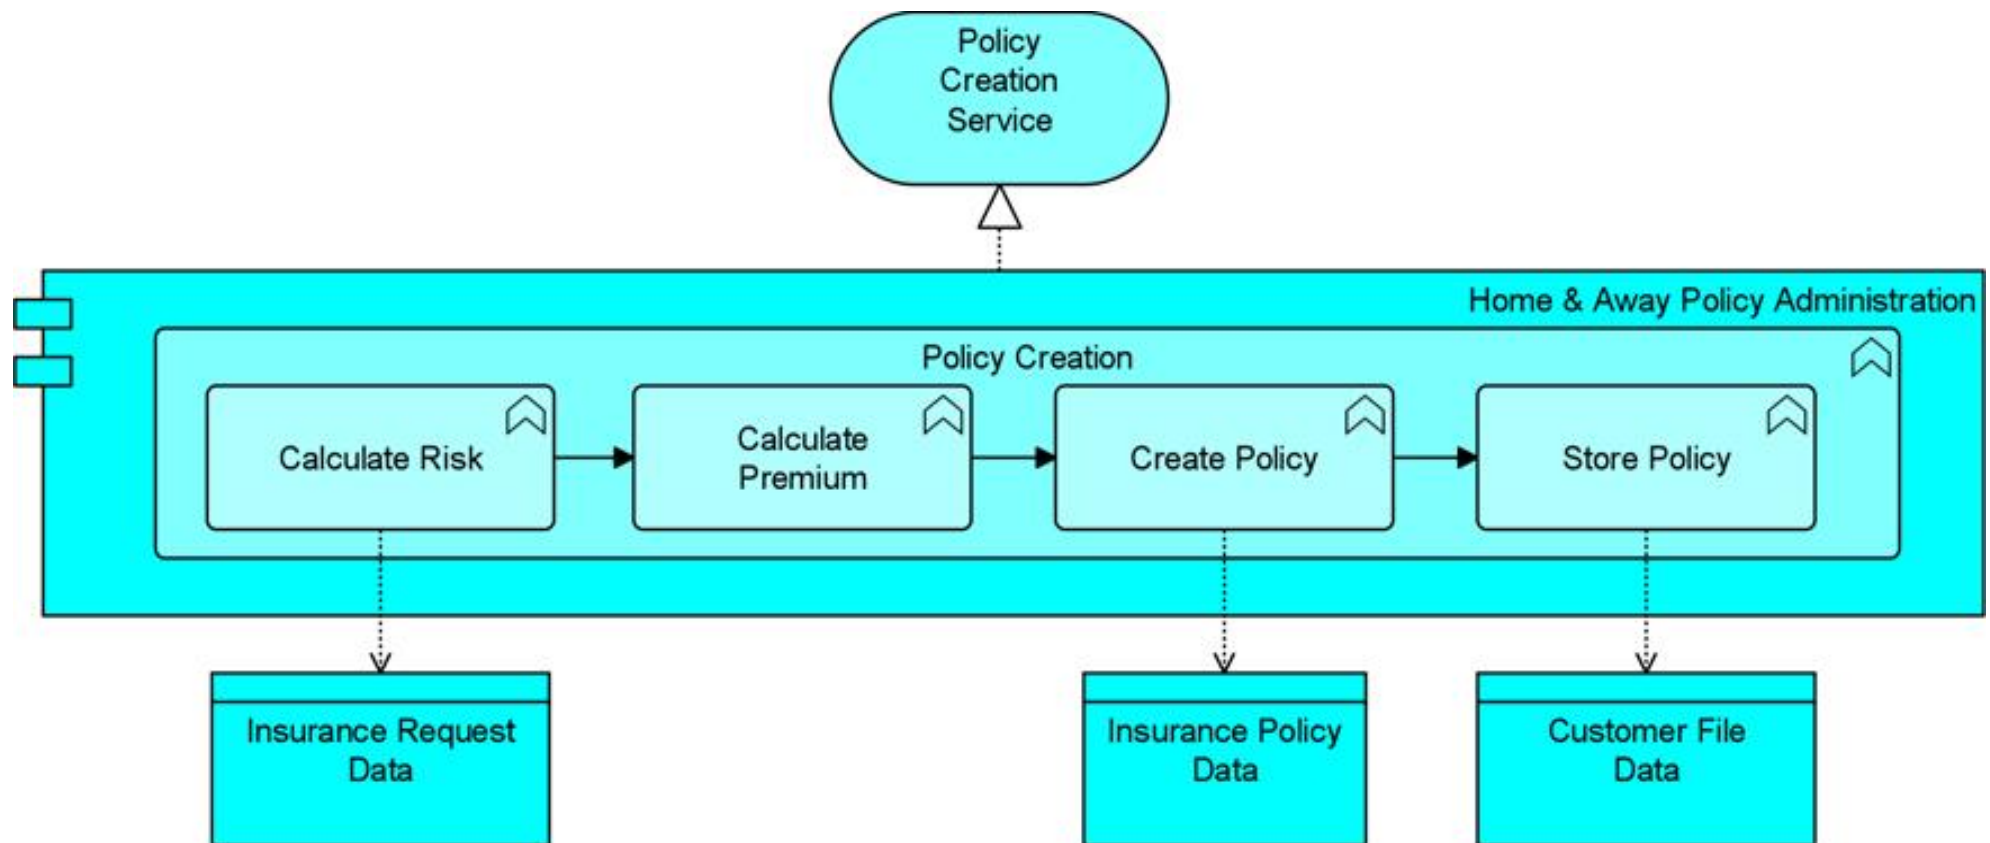 Policy
Creation
Service
Home & Away Policy Administration
Policy Creation
Calculate Risk
Calculate
Premium
Create Policy
Store Policy
Insurance Request
Data
Insurance Policy
Data
Customer File
Data